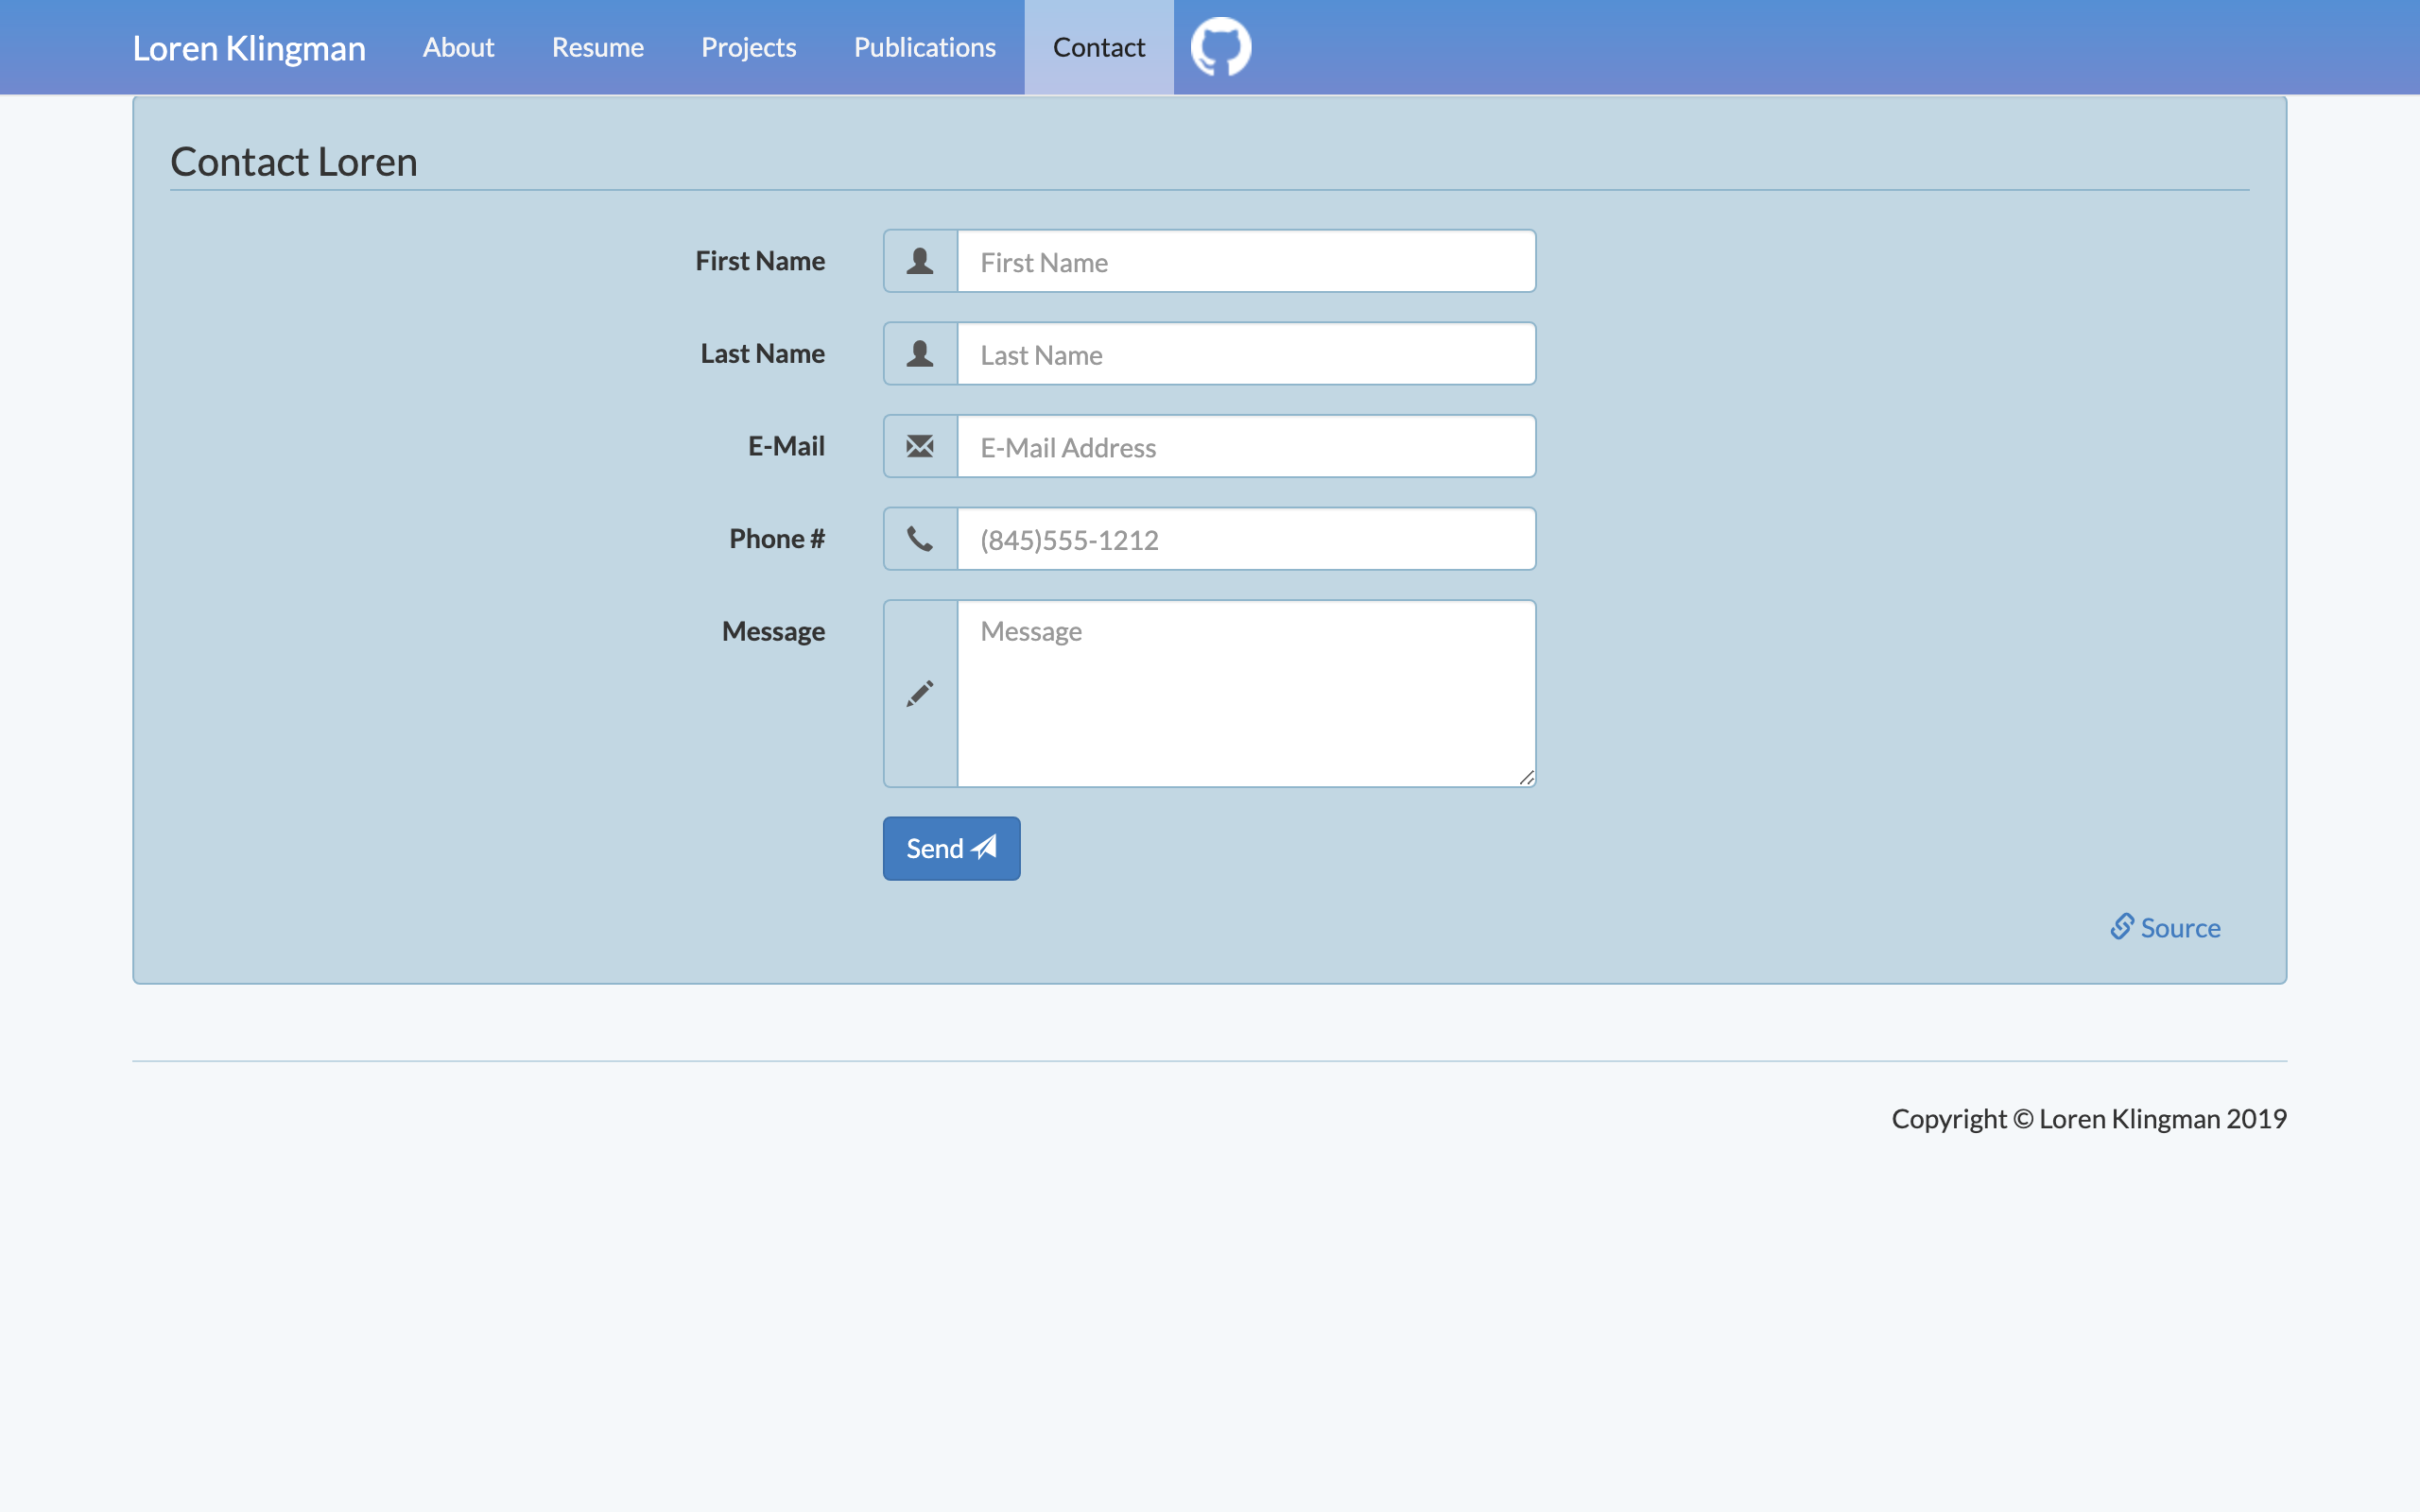 Loren Klingman About Resume Projects Publications Contact
Contact Loren
First Name First Name
Last Name Last Name
E-Mail E-Mail Address
Phone # (845)555-1212
Message Message
Send
Source
Copyright © Loren Klingman 2019